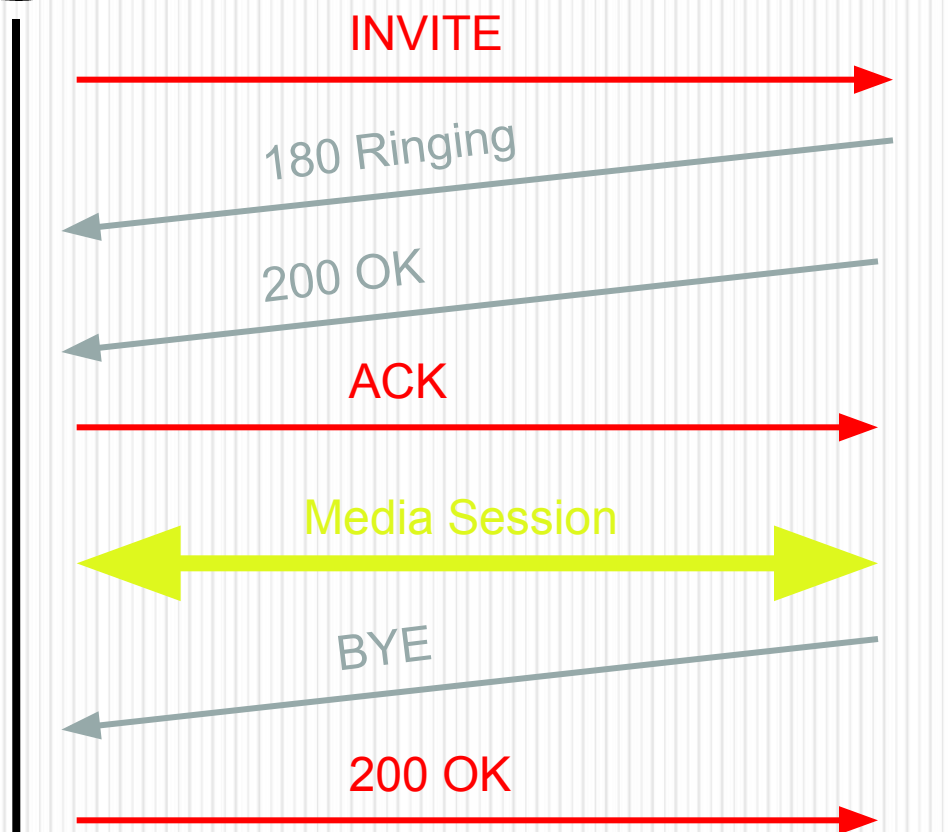 INVITE
180 Ringing
200 OK
ACK
Media Session
BYE
200 OK